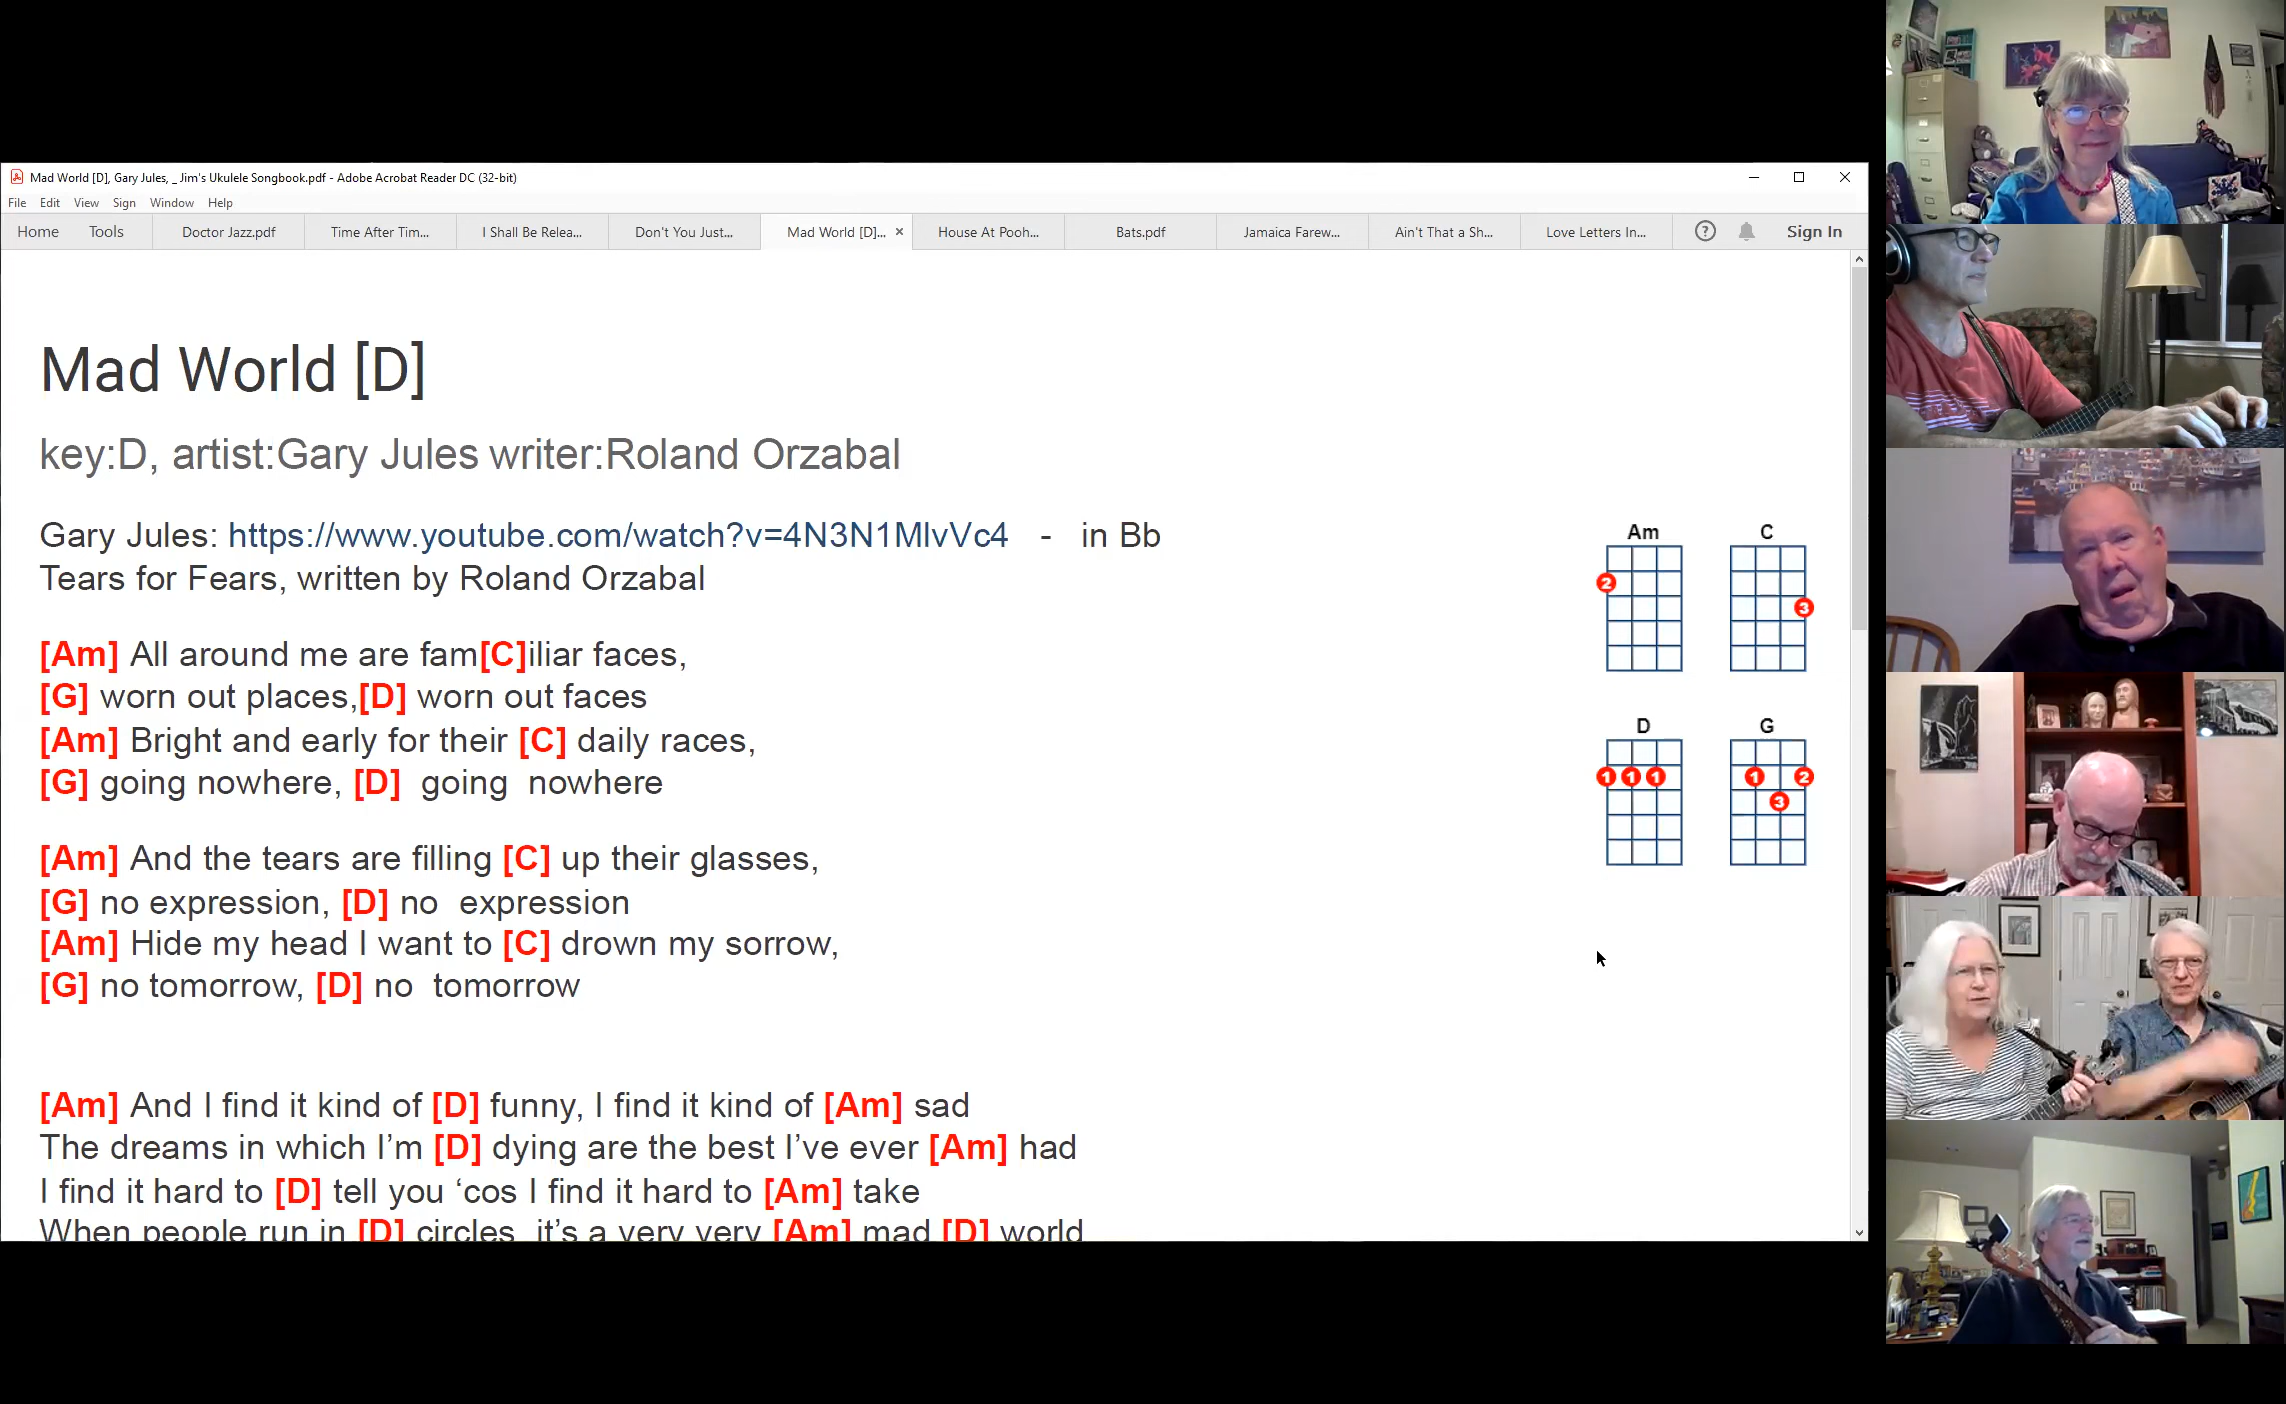 Mad World [D], Gary Jules, _ Jim's Ukulele Songbook.pdf - Adobe Acrobat Reader DC (32-bit)
File Edit View Sign Window Help
Home Tools Doctor Jazz.pdf Time After Tim... I Shall Be Relea... Don't You Just... Mad World [D]... × House At Pooh... Bats.pdf Jamaica Farew... Ain't That a Sh... Love Letters In... ? Sign In
Mad World [D]
key:D, artist:Gary Jules writer:Roland Orzabal
Gary Jules: https://www.youtube.com/watch?v=4N3N1MlvVc4 - in Bb
Tears for Fears, written by Roland Orzabal
[Am] All around me are fam[C]iliar faces,
[G] worn out places,[D] worn out faces
[Am] Bright and early for their [C] daily races,
[G] going nowhere, [D] going nowhere
[Am] And the tears are filling [C] up their glasses,
[G] no expression, [D] no expression
[Am] Hide my head I want to [C] drown my sorrow,
[G] no tomorrow, [D] no tomorrow
[Am] And I find it kind of [D] funny, I find it kind of [Am] sad
The dreams in which I'm [D] dying are the best I've ever [Am] had
I find it hard to [D] tell you ‘cos I find it hard to [Am] take
When people run in [D] circles, it's a very very [Am] mad [D] world
Am C
2
3
D G
1 1 1 1 2
3